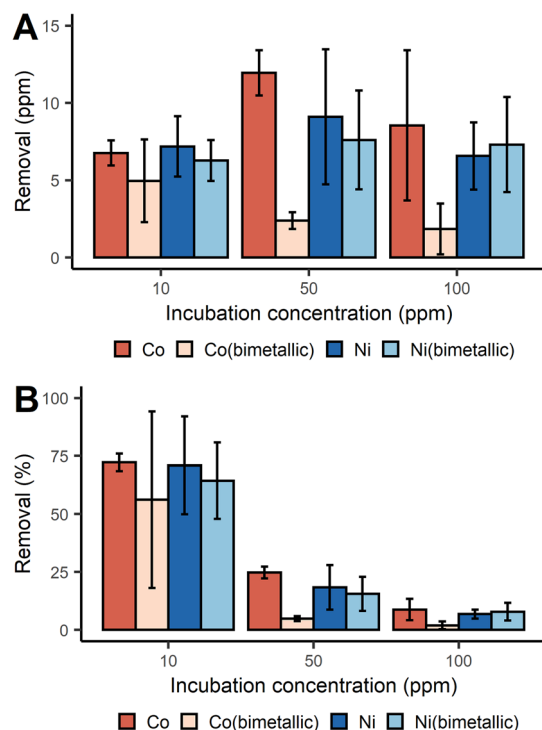 A
Removal (ppm)
15
10
5
0
10 50 100
Incubation concentration (ppm)
Co Co(bimetallic) Ni Ni(bimetallic)
B
Removal (%)
100
75
50
25
0
10 50 100
Incubation concentration (ppm)
Co Co(bimetallic) Ni Ni(bimetallic)